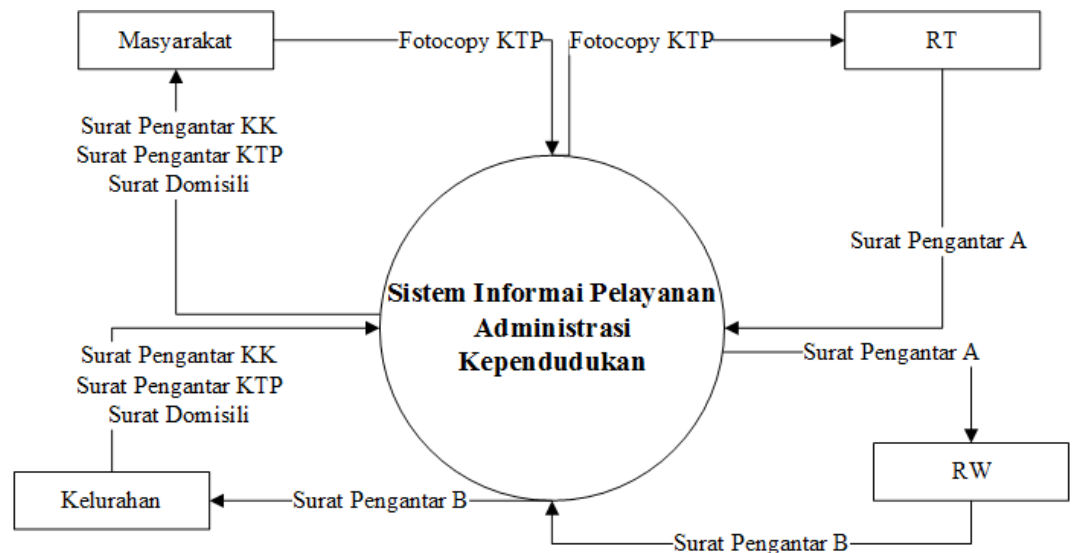 Masyarakat
Fotocopy KTP
Fotocopy KTP
RT
Surat Pengantar KK
Surat Pengantar KTP
Surat Domisili
Surat Pengantar A
Sistem Informai Pelayanan
Administrasi
Kependudukan
Surat Pengantar KK
Surat Pengantar KTP
Surat Domisili
Surat Pengantar A
RW
Kelurahan
Surat Pengantar B
Surat Pengantar B